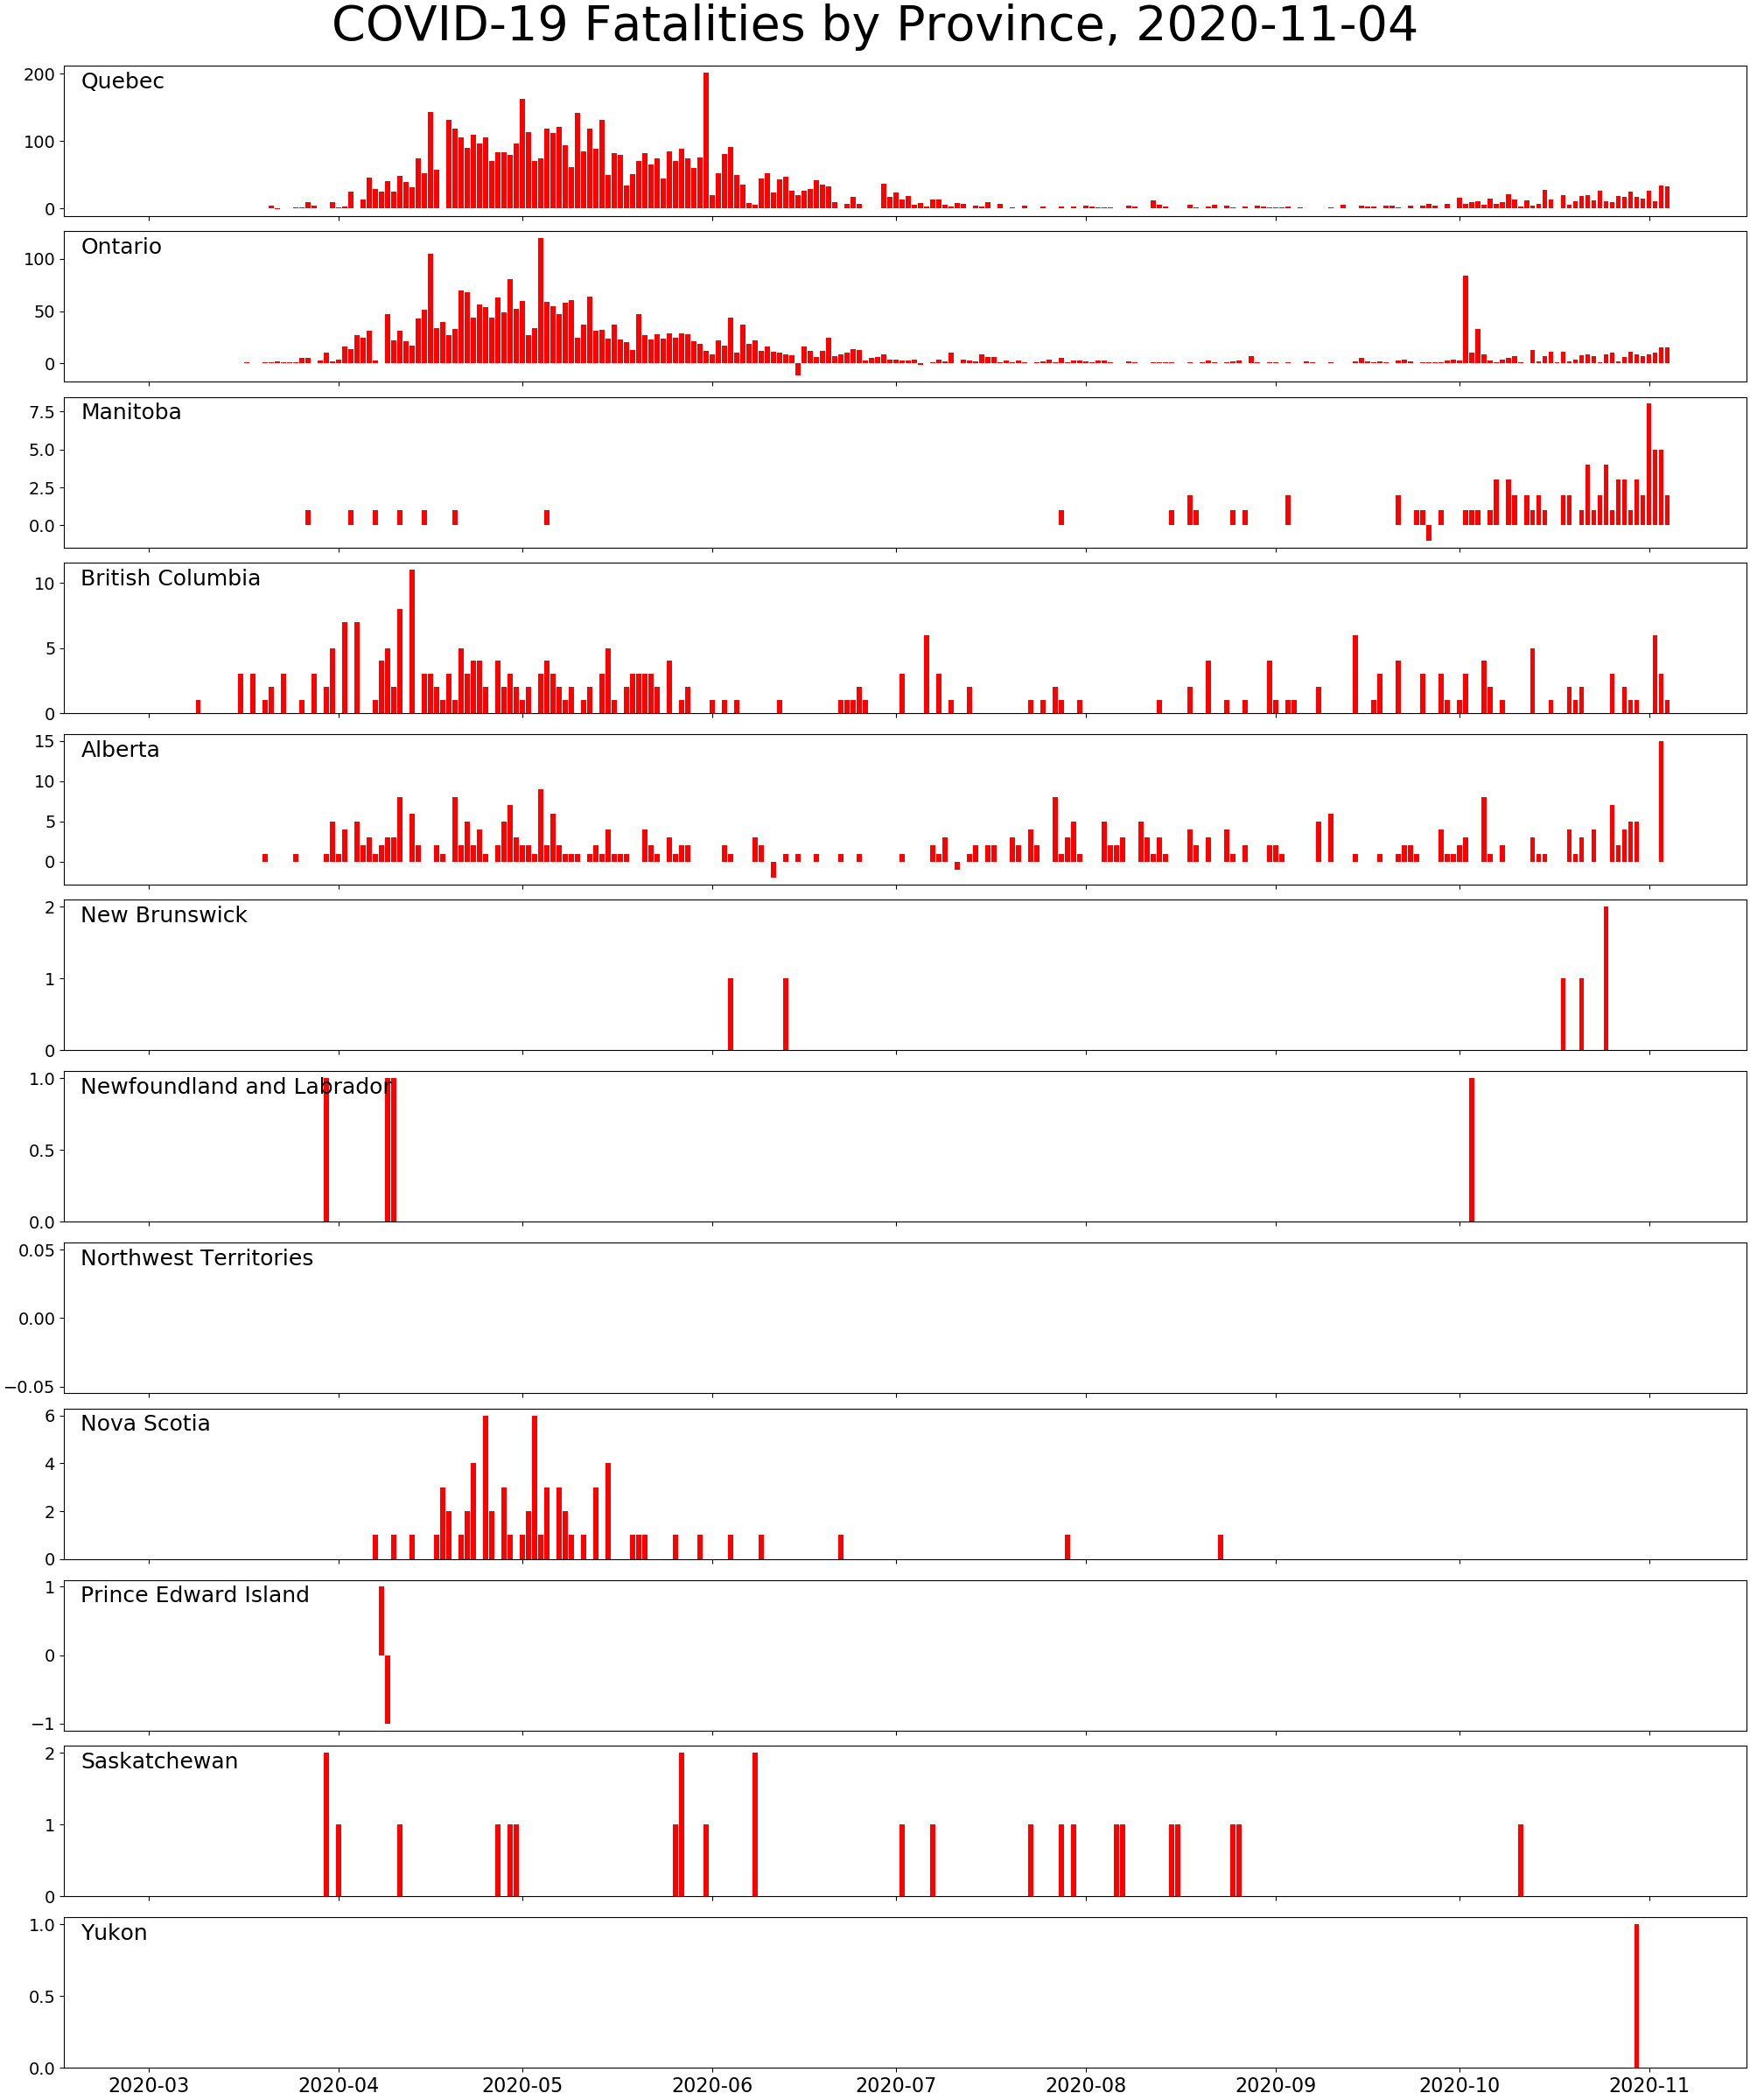 COVID-19 Fatalities by Province, 2020-11-04
Quebec
200
100
0
Ontario
100
50
0
Manitoba
7.5
5.0
2.5
0.0
British Columbia
10
5
0
Alberta
15
10
5
0
New Brunswick
2
1
0
Newfoundland and Labrador
1.0
0.5
0.0
Northwest Territories
0.05
0.00
−0.05
Nova Scotia
6
4
2
0
Prince Edward Island
1
0
−1
Saskatchewan
2
1
0
Yukon
1.0
0.5
0.0
2020-03 2020-04 2020-05 2020-06 2020-07 2020-08 2020-09 2020-10 2020-11